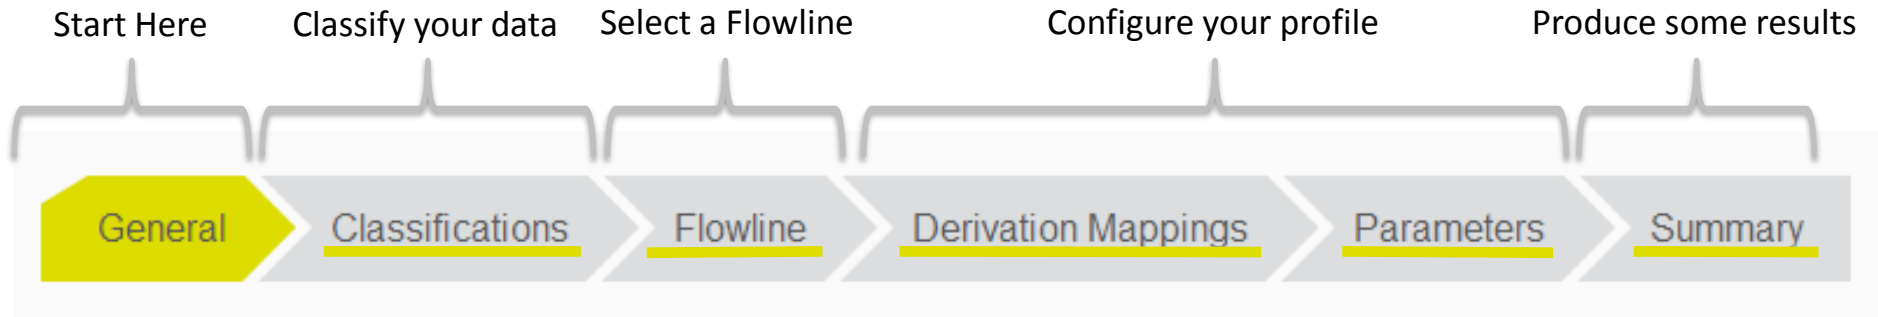 Start Here Classify your data Select a Flowline Configure your profile Produce some results
General Classifications Flowline Derivation Mappings Parameters Summary